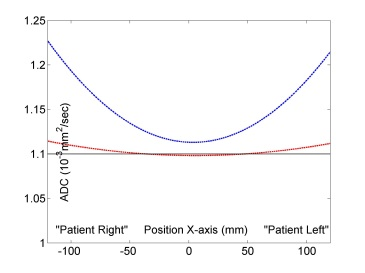 1.25
1.2
1.15
1.1
1.05
1
ADC (10⁻³mm²/sec)
"Patient Right" Position X-axis (mm) "Patient Left"
-100 -50 0 50 100